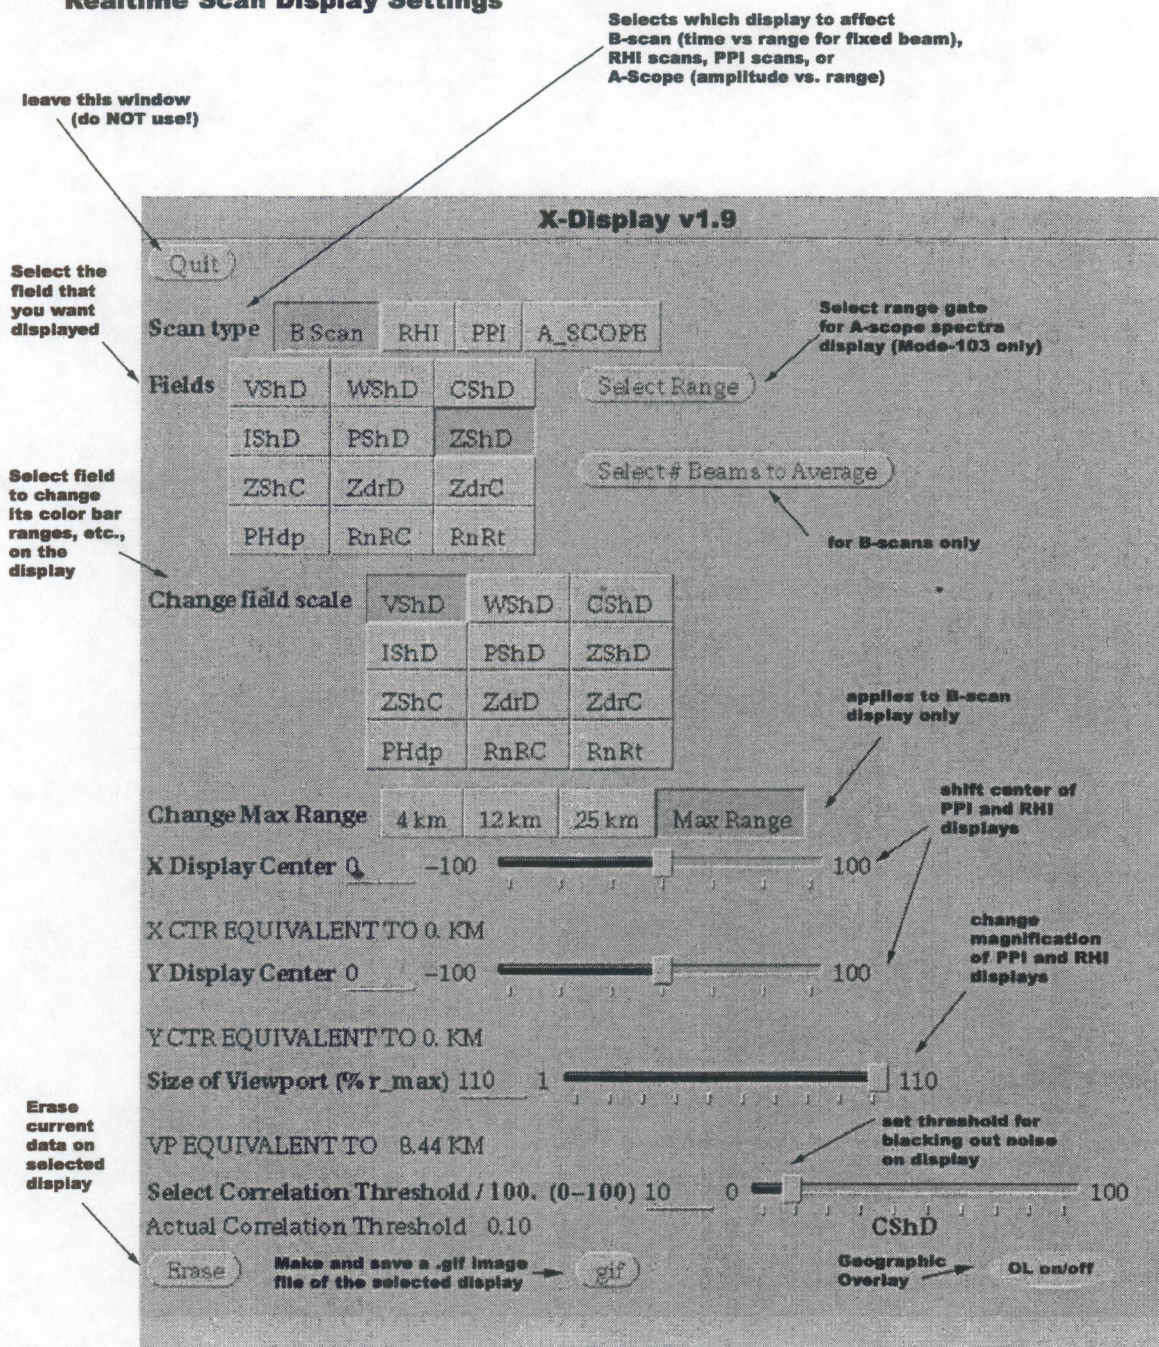 Realtime Scan Display Settings
Selects which display to affect
B-scan (time vs range for fixed beam),
RHI scans, PPI scans, or
A-Scope (amplitude vs. range)
leave this window
(do NOT use!)
X-Display v1.9
Quit
Select the
field that
you want
displayed
Scan type B Scan RHI PPI A_SCOPE
Select range gate
for A-scope spectra
display (Mode-103 only)
Fields VShD WShD CShD
Select Range
IShD PShD ZShD
Select # Beams to Average
ZShC ZdrD ZdrC
PHdp RnRC RnRt
for B-scans only
Select field
to change
its color bar
ranges, etc.,
on the
display
Change field scale VShD WShD CShD
IShD PShD ZShD
ZShC ZdrD ZdrC
PHdp RnRC RnRt
applies to B-scan
display only
Change Max Range 4 km 12 km 25 km Max Range
shift center of
PPI and RHI
displays
X Display Center 0 -100 100
X CTR EQUIVALENT TO 0. KM
Y Display Center 0 -100 100
change
magnification
of PPI and RHI
displays
Y CTR EQUIVALENT TO 0. KM
Size of Viewport (% r_max) 110 1 110
Erase
current
data on
selected
display
VP EQUIVALENT TO 8.44 KM
set threshold for
blacking out noise
on display
Select Correlation Threshold / 100. (0-100) 10 0 100
Actual Correlation Threshold 0.10
CShD
Erase
Make and save a .gif image
file of the selected display
gif
Geographic
Overlay
OL on/off